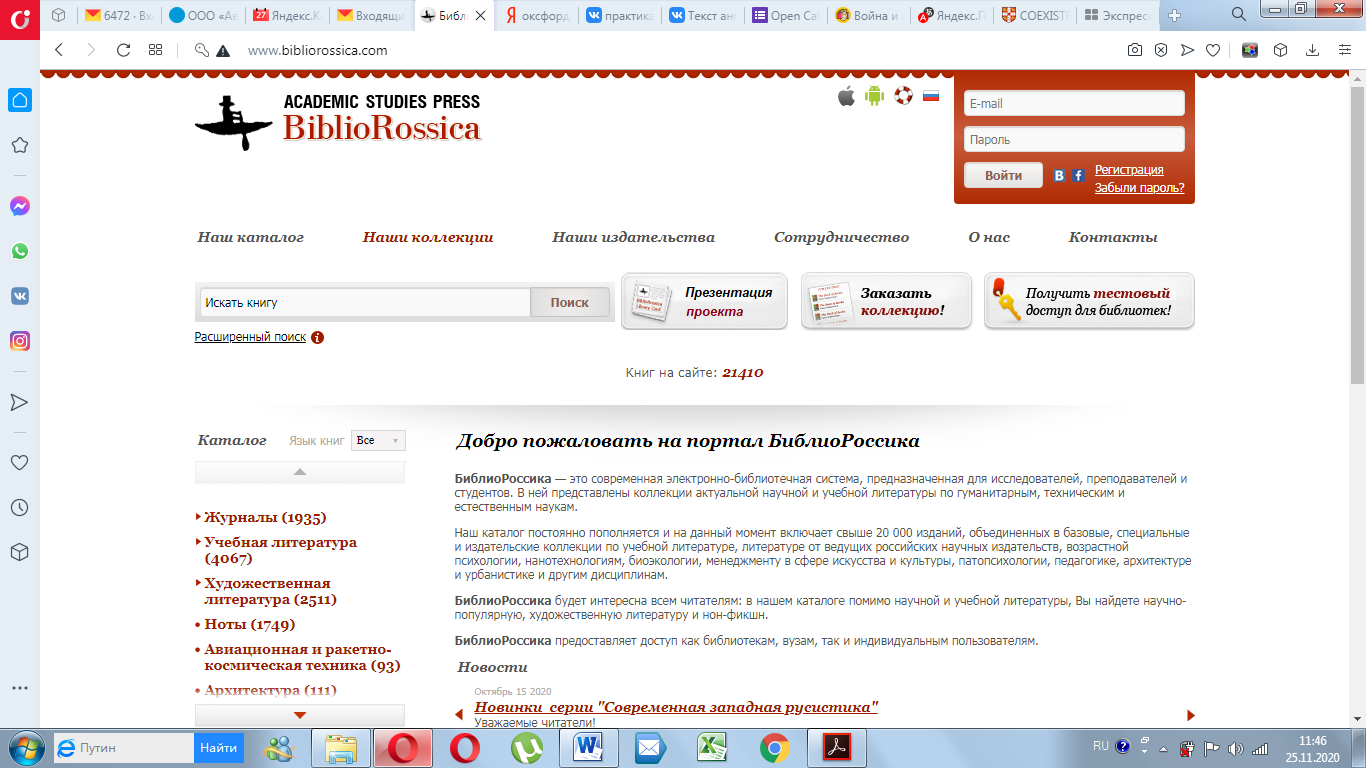 6472 · Вх
ООО «Ав
27
Яндекс.К
Входящи
Библ
оксфорд
практика
Текст ан
Open Cal
Война и
Яндекс.П
COEXIST
Экспрес
www.bibliorossica.com
ACADEMIC STUDIES PRESS
BiblioRossica
E-mail
Пароль
Войти
Регистрация
Забыли пароль?
Наш каталог
Наши коллекции
Наши издательства
Сотрудничество
О нас
Контакты
Искать книгу
Поиск
Презентация
проекта
Заказать
коллекцию!
Получить тестовый
доступ для библиотек!
Расширенный поиск
Книг на сайте: 21410
Каталог
Язык книг
Все
Журналы (1935)
Учебная литература
(4067)
Художественная
литература (2511)
Ноты (1749)
Авиационная и ракетно-
космическая техника (93)
Архитектура (111)
Добро пожаловать на портал БиблиоРоссика
БиблиоРоссика — это современная электронно-библиотечная система, предназначенная для исследователей, преподавателей и
студентов. В ней представлены коллекции актуальной научной и учебной литературы по гуманитарным, техническим и
естественным наукам.
Наш каталог постоянно пополняется и на данный момент включает свыше 20 000 изданий, объединенных в базовые, специальные
и издательские коллекции по учебной литературе, литературе от ведущих российских научных издательств, возрастной
психологии, нанотехнологиям, биоэкологии, менеджменту в сфере искусства и культуры, патопсихологии, педагогике, архитектуре
и урбанистике и другим дисциплинам.
БиблиоРоссика будет интересна всем читателям: в нашем каталоге помимо научной и учебной литературы, Вы найдете научно-
популярную, художественную литературу и нон-фикшн.
БиблиоРоссика предоставляет доступ как библиотекам, вузам, так и индивидуальным пользователям.
Новости
Октябрь 15 2020
Новинки серии "Современная западная русистика"
Уважаемые читатели!
Путин
Найти
RU
11:46
25.11.2020